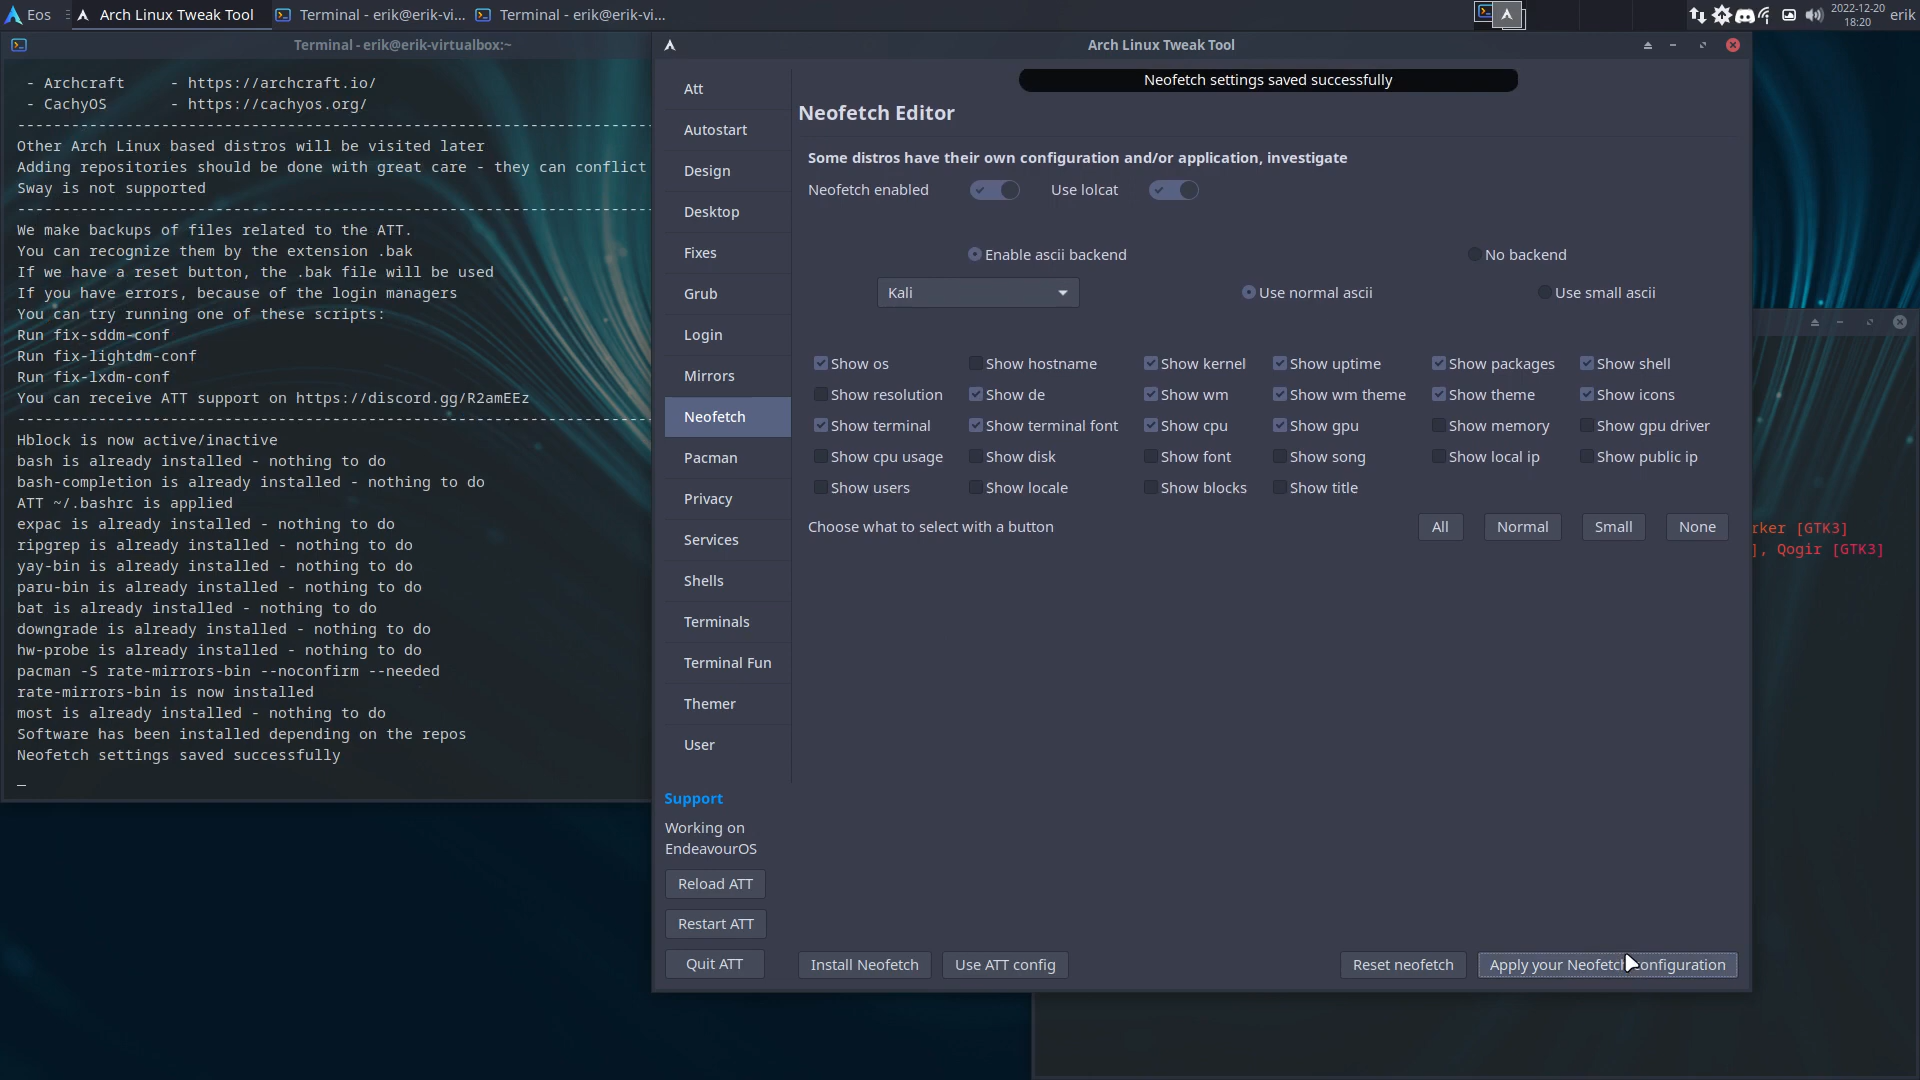 Eos
Arch Linux Tweak Tool
Terminal - erik@erik-vi...
Terminal - erik@erik-vi...
2022-12-20
18:20
erik
Terminal - erik@erik-virtualbox:~
- Archcraft - https://archcraft.io/
- CachyOS - https://cachyos.org/
----------------------------------------------------------------------
Other Arch Linux based distros will be visited later
Adding repositories should be done with great care - they can conflict
Sway is not supported
----------------------------------------------------------------------
We make backups of files related to the ATT.
You can recognize them by the extension .bak
If we have a reset button, the .bak file will be used
If you have errors, because of the login managers
You can try running one of these scripts:
Run fix-sddm-conf
Run fix-lightdm-conf
Run fix-lxdm-conf
You can receive ATT support on https://discord.gg/R2amEEz
----------------------------------------------------------------------
Hblock is now active/inactive
bash is already installed - nothing to do
bash-completion is already installed - nothing to do
ATT ~/.bashrc is applied
expac is already installed - nothing to do
ripgrep is already installed - nothing to do
yay-bin is already installed - nothing to do
paru-bin is already installed - nothing to do
bat is already installed - nothing to do
downgrade is already installed - nothing to do
hw-probe is already installed - nothing to do
pacman -S rate-mirrors-bin --noconfirm --needed
rate-mirrors-bin is now installed
most is already installed - nothing to do
Software has been installed depending on the repos
Neofetch settings saved successfully
Arch Linux Tweak Tool
Att
Autostart
Design
Desktop
Fixes
Grub
Login
Mirrors
Neofetch
Pacman
Privacy
Services
Shells
Terminals
Terminal Fun
Themer
User
Support
Working on
EndeavourOS
Reload ATT
Restart ATT
Quit ATT
Neofetch settings saved successfully
Neofetch Editor
Some distros have their own configuration and/or application, investigate
Neofetch enabled Use lolcat
Enable ascii backend No backend
Kali Use normal ascii Use small ascii
Show os Show hostname Show kernel Show uptime Show packages Show shell
Show resolution Show de Show wm Show wm theme Show theme Show icons
Show terminal Show terminal font Show cpu Show gpu Show memory Show gpu driver
Show cpu usage Show disk Show font Show song Show local ip Show public ip
Show users Show locale Show blocks Show title
Choose what to select with a button All Normal Small None
Install Neofetch Use ATT config Reset neofetch Apply your Neofetch configuration
rker [GTK3]
], Qogir [GTK3]